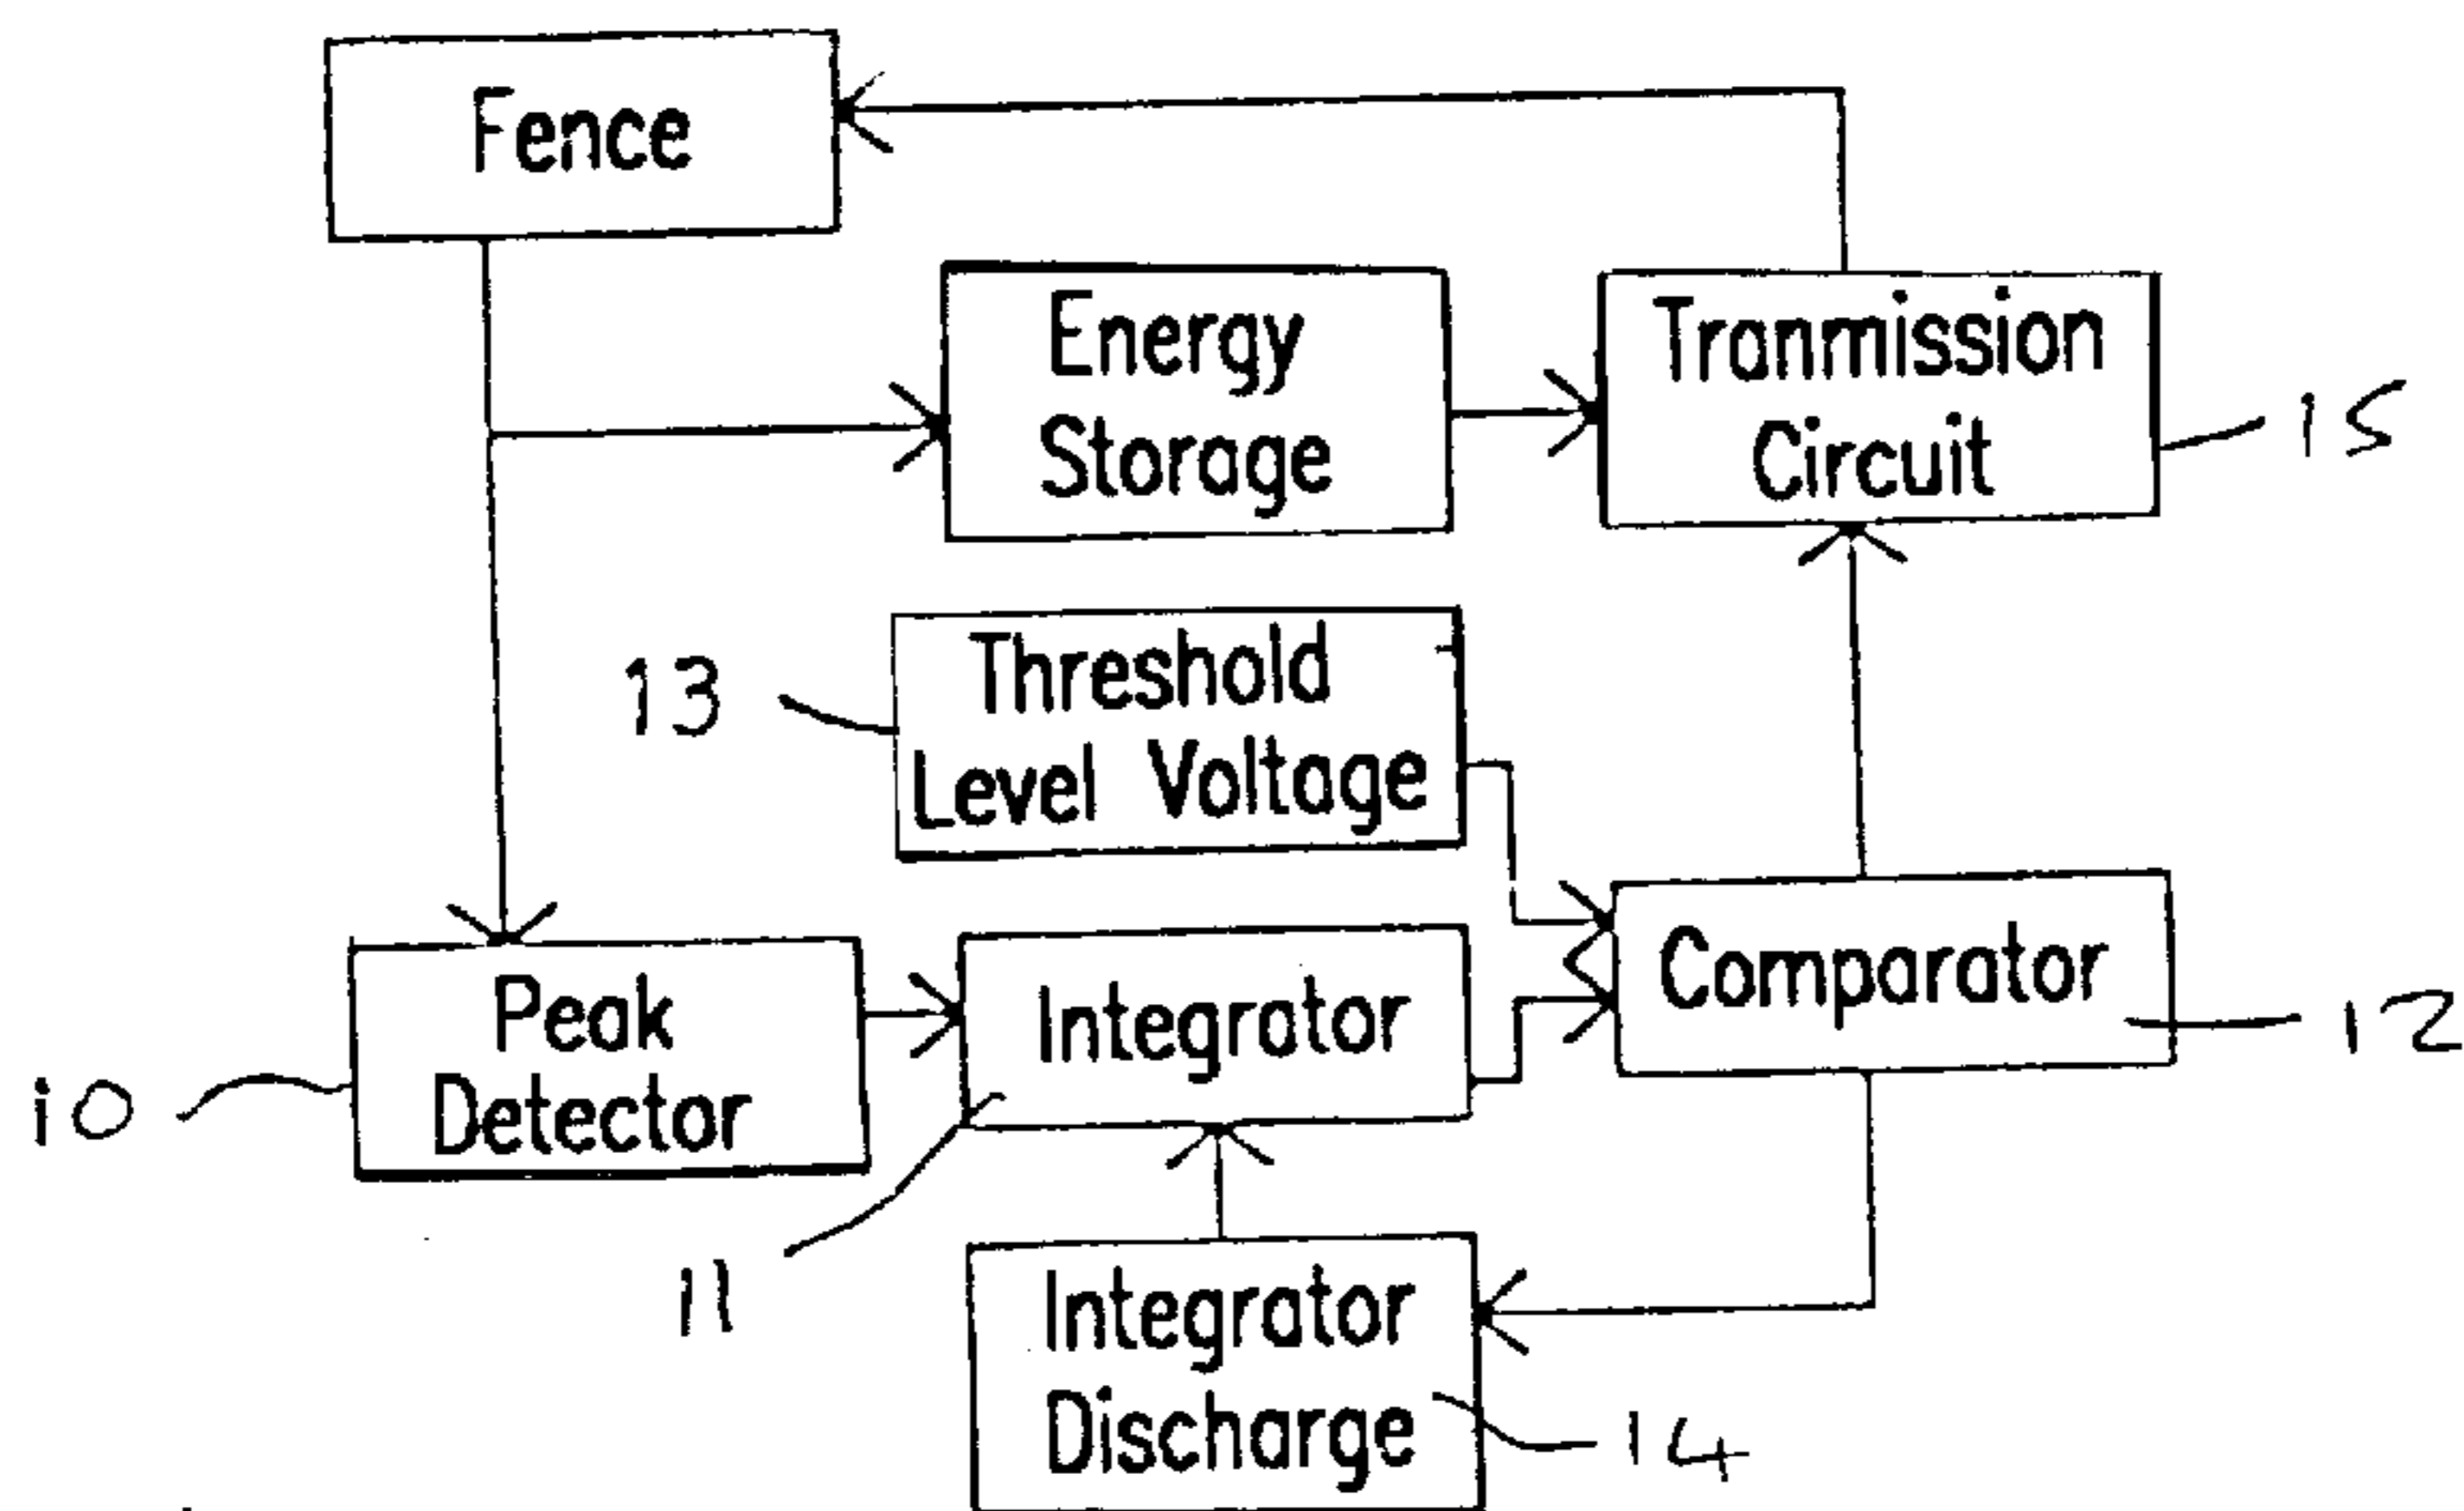 Fence
Energy
Storage
Tranmission
Circuit
15
13
Threshold
Level Voltage
Peak
Detector
10
Integrator
11
Comparator
12
Integrator
Discharge
14